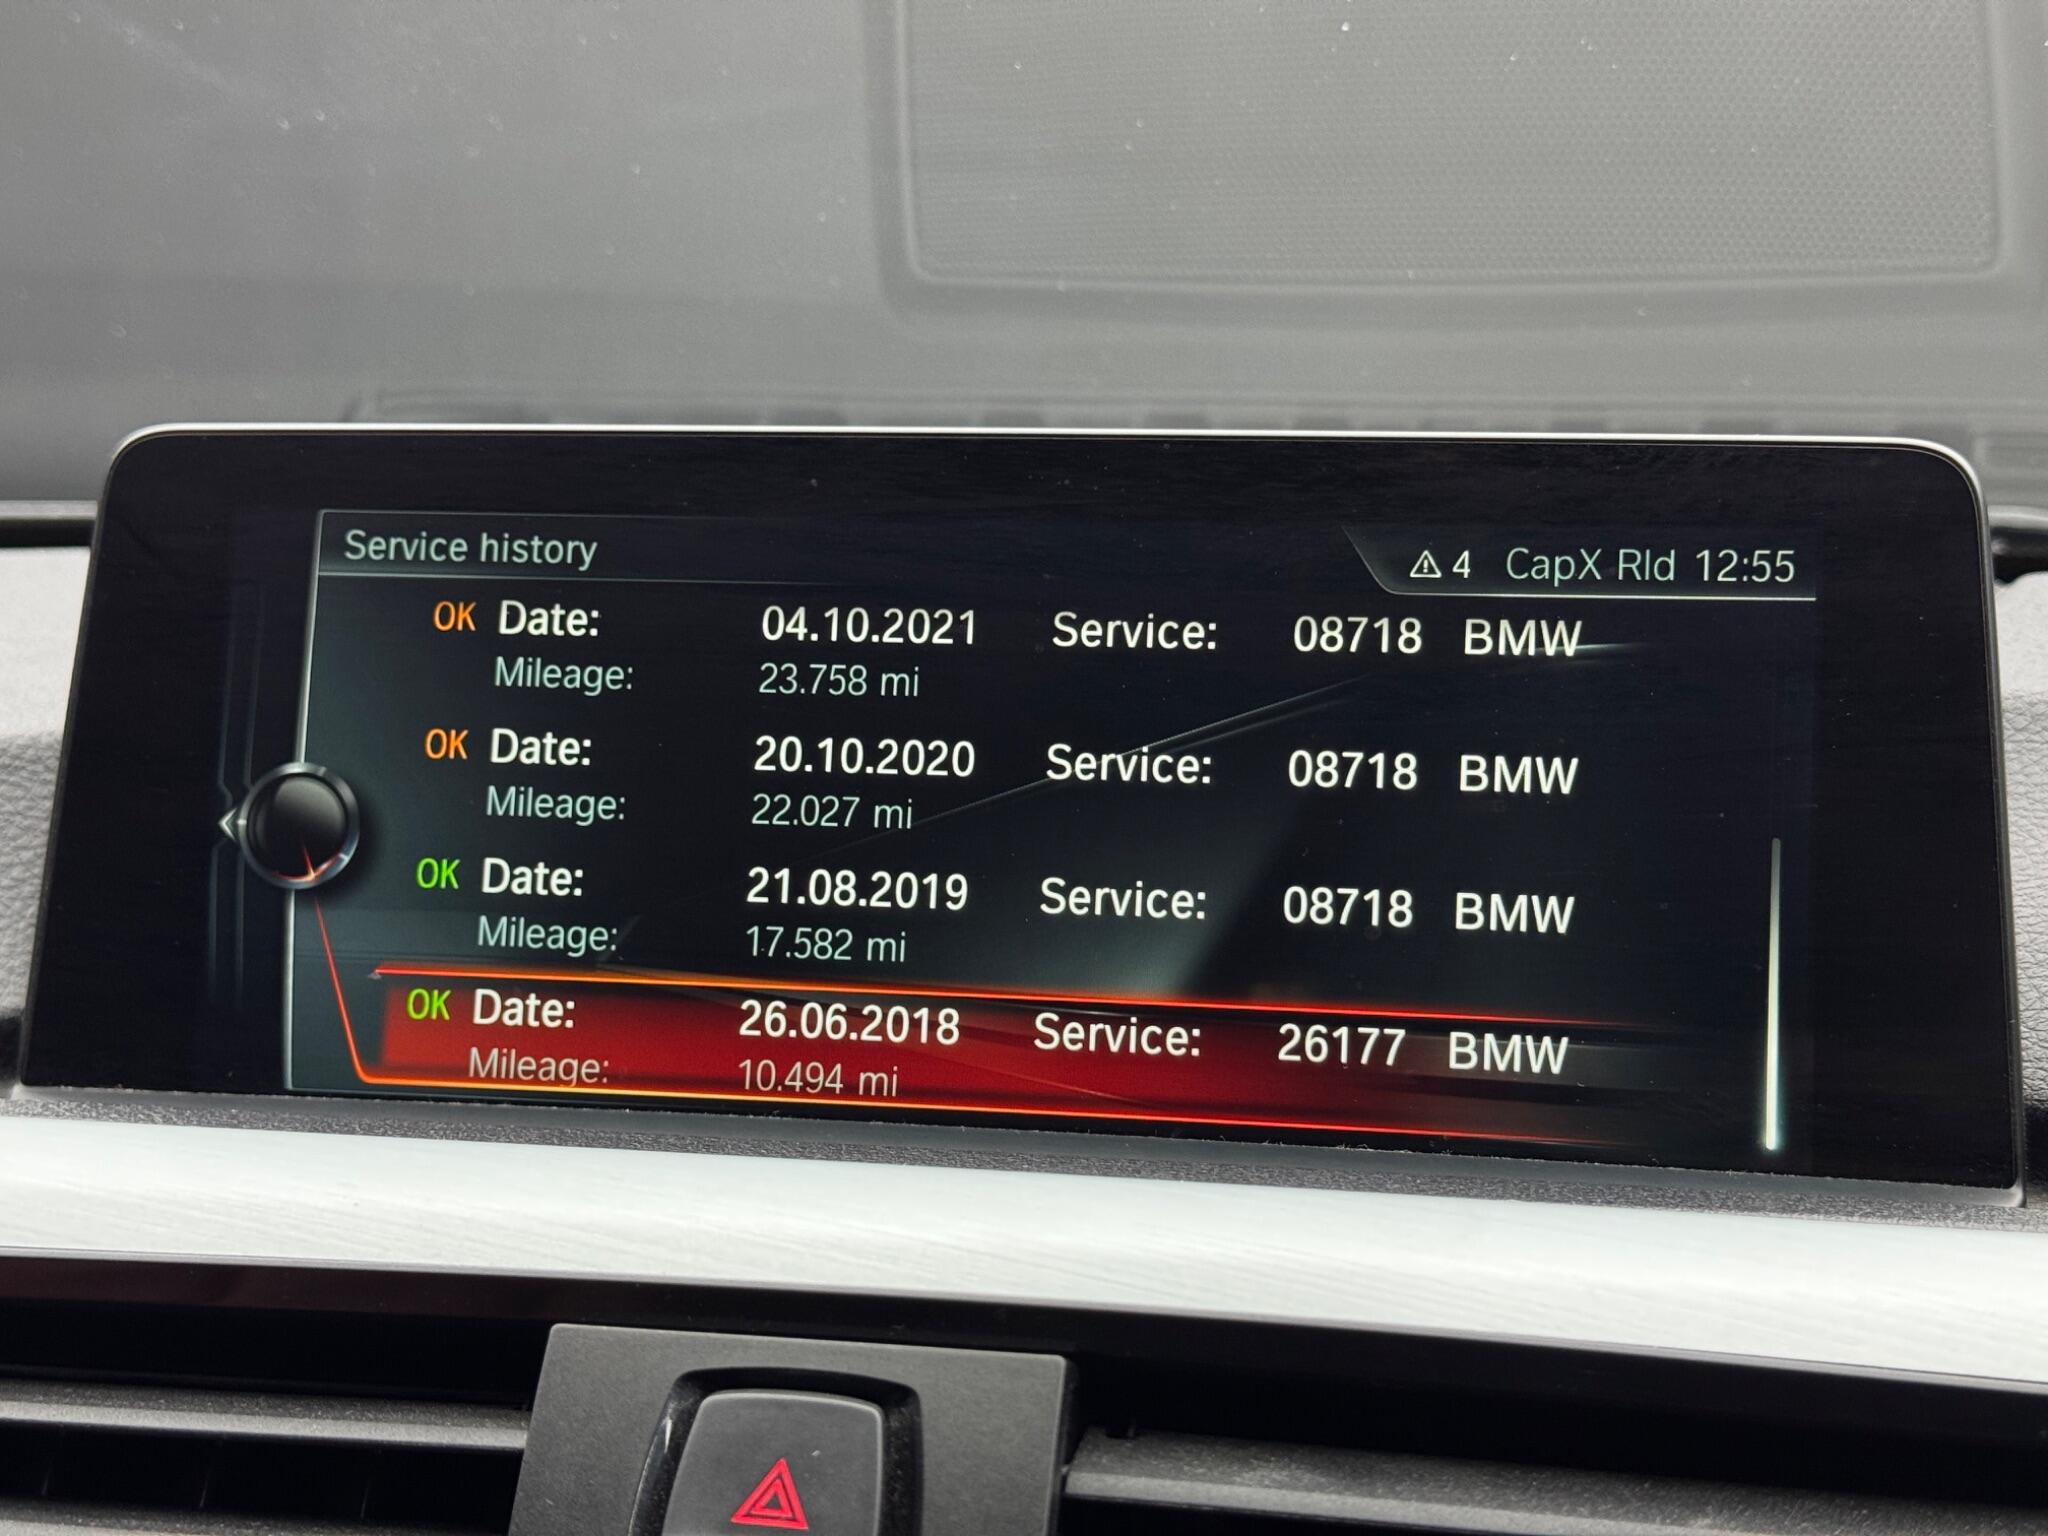 Service history
⚠ 4 CapX Rld 12:55
OK Date: 04.10.2021 Service: 08718 BMW
Mileage: 23.758 mi
OK Date: 20.10.2020 Service: 08718 BMW
Mileage: 22.027 mi
OK Date: 21.08.2019 Service: 08718 BMW
Mileage: 17.582 mi
OK Date: 26.06.2018 Service: 26177 BMW
Mileage: 10.494 mi